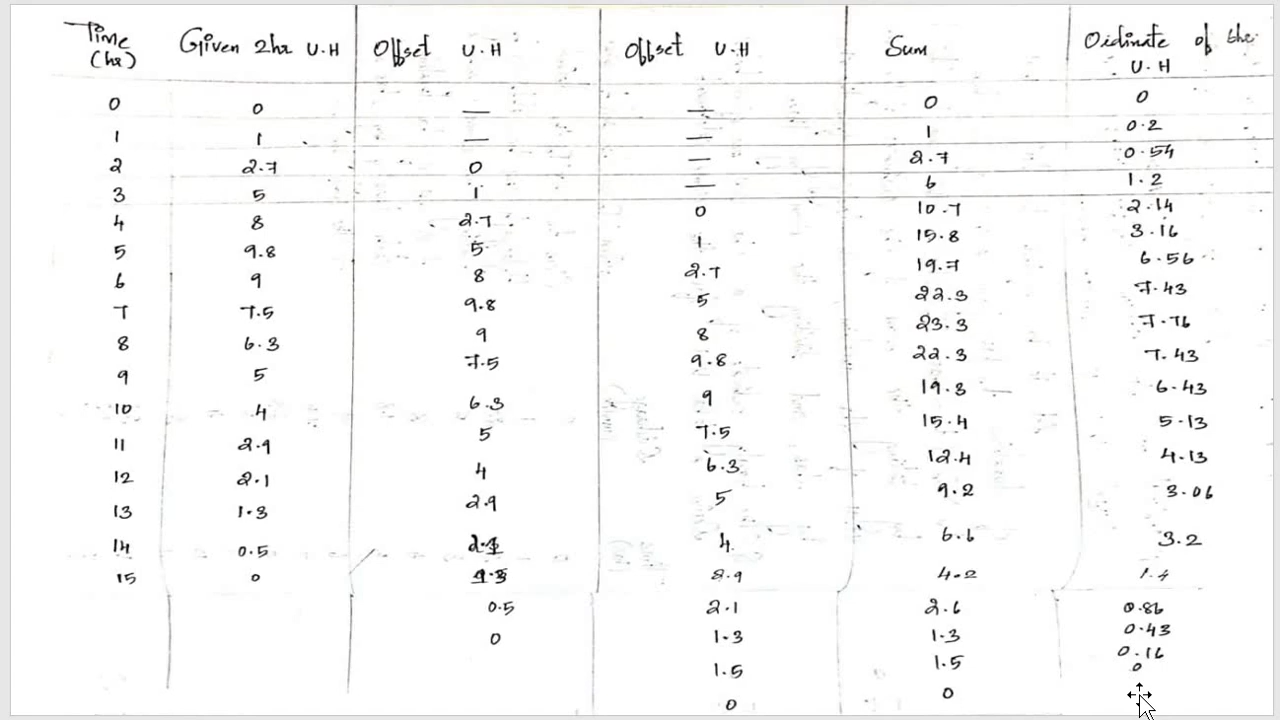 Time (hr) Given 2hr U.H Offset U.H Offset U.H Sum Oidinate of the U.H
0 0 — — 0 0
1 1 — — 1 0.2
2 2.7 0 — 2.7 0.54
3 5 1 — 6 1.2
4 8 2.7 0 10.7 2.14
5 9.8 5 1 15.8 3.16
6 9 8 2.7 19.7 6.56
7 7.5 9.8 5 22.3 7.43
8 6.3 9 8 23.3 7.76
9 5 7.5 9.8 22.3 7.43
10 4 6.3 9 19.3 6.43
11 2.9 5 7.5 15.4 5.13
12 2.1 4 6.3 12.4 4.13
13 1.3 2.9 5 9.2 3.06
14 0.5 2.1 4 6.6 3.2
15 0 1.3 2.9 4.2 1.4
0.5 2.1 2.6 0.86
0 1.3 1.3 0.43
1.5 1.5 0.16
0 0 0